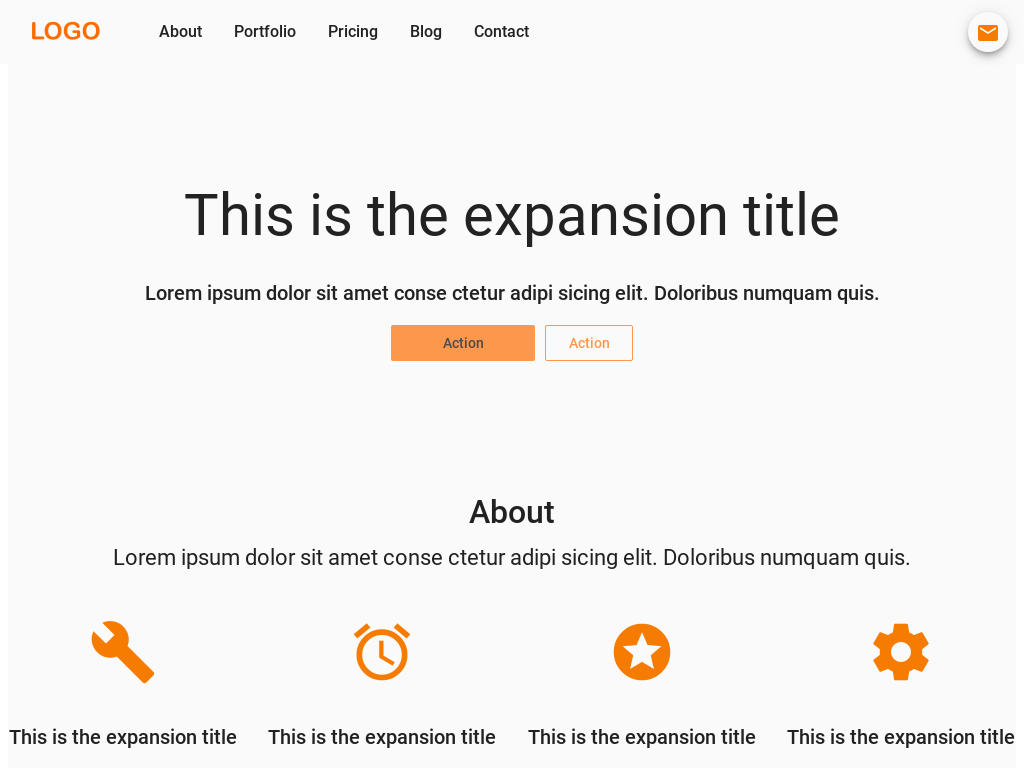 LOGO About Portfolio Pricing Blog Contact
This is the expansion title
Lorem ipsum dolor sit amet conse ctetur adipi sicing elit. Doloribus numquam quis.
Action Action
About
Lorem ipsum dolor sit amet conse ctetur adipi sicing elit. Doloribus numquam quis.
This is the expansion title This is the expansion title This is the expansion title This is the expansion title